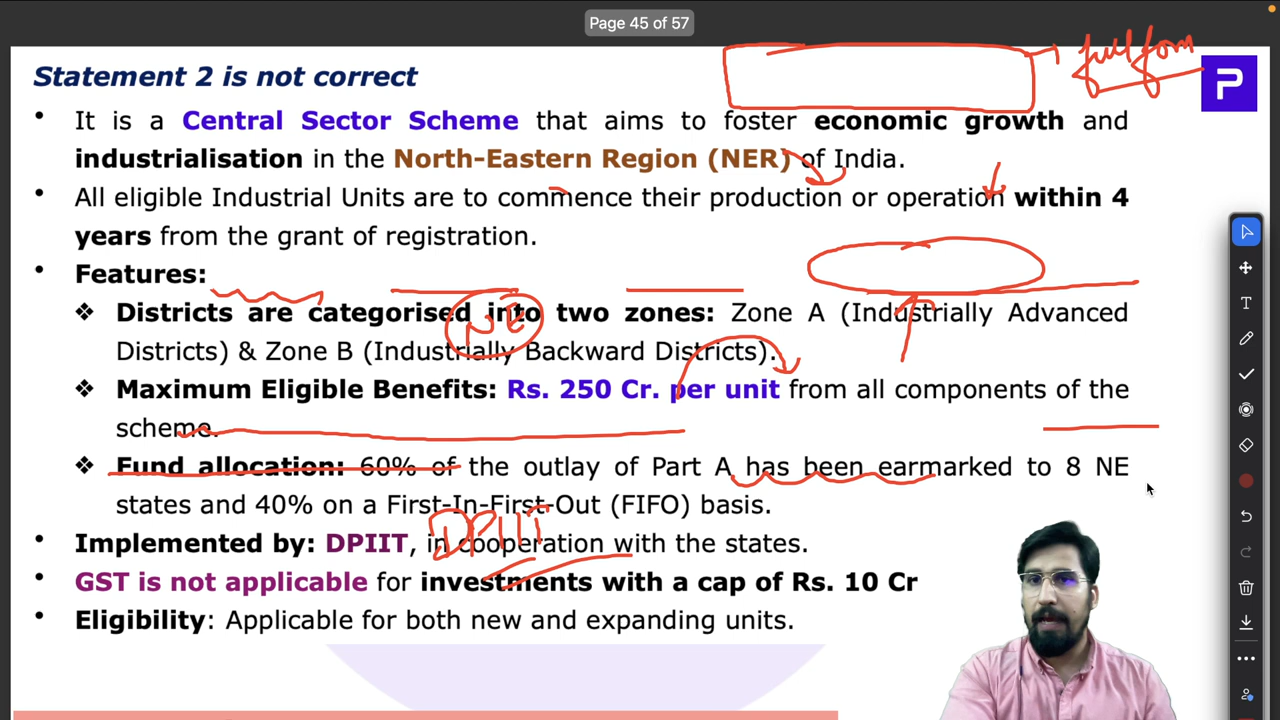 Page 45 of 57
full form
Statement 2 is not correct
P
• It is a Central Sector Scheme that aims to foster economic growth and
industrialisation in the North-Eastern Region (NER) of India.
• All eligible Industrial Units are to commence their production or operation within 4
years from the grant of registration.
• Features:
❖ Districts are categorised into two zones: Zone A (Industrially Advanced
NE
Districts) & Zone B (Industrially Backward Districts).
❖ Maximum Eligible Benefits: Rs. 250 Cr. per unit from all components of the
scheme.
❖ Fund allocation: 60% of the outlay of Part A has been earmarked to 8 NE
states and 40% on a First-In-First-Out (FIFO) basis.
DPIIT
• Implemented by: DPIIT, in cooperation with the states.
• GST is not applicable for investments with a cap of Rs. 10 Cr
• Eligibility: Applicable for both new and expanding units.